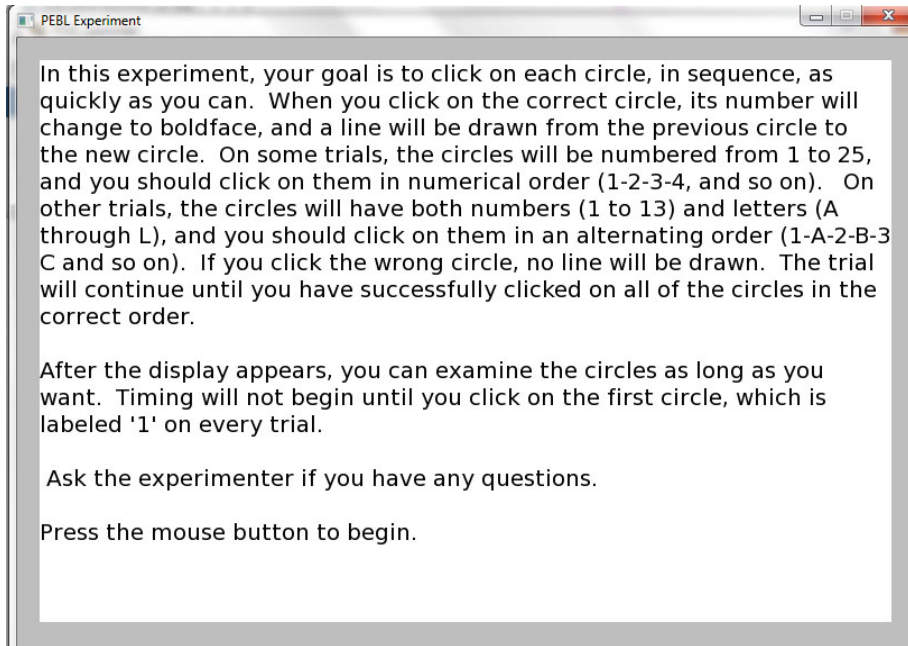 PEBL Experiment
In this experiment, your goal is to click on each circle, in sequence, as
quickly as you can.  When you click on the correct circle, its number will
change to boldface, and a line will be drawn from the previous circle to
the new circle.  On some trials, the circles will be numbered from 1 to 25,
and you should click on them in numerical order (1-2-3-4, and so on).   On
other trials, the circles will have both numbers (1 to 13) and letters (A
through L), and you should click on them in an alternating order (1-A-2-B-3
C and so on).  If you click the wrong circle, no line will be drawn.  The trial
will continue until you have successfully clicked on all of the circles in the
correct order.
After the display appears, you can examine the circles as long as you
want.  Timing will not begin until you click on the first circle, which is
labeled '1' on every trial.
Ask the experimenter if you have any questions.
Press the mouse button to begin.